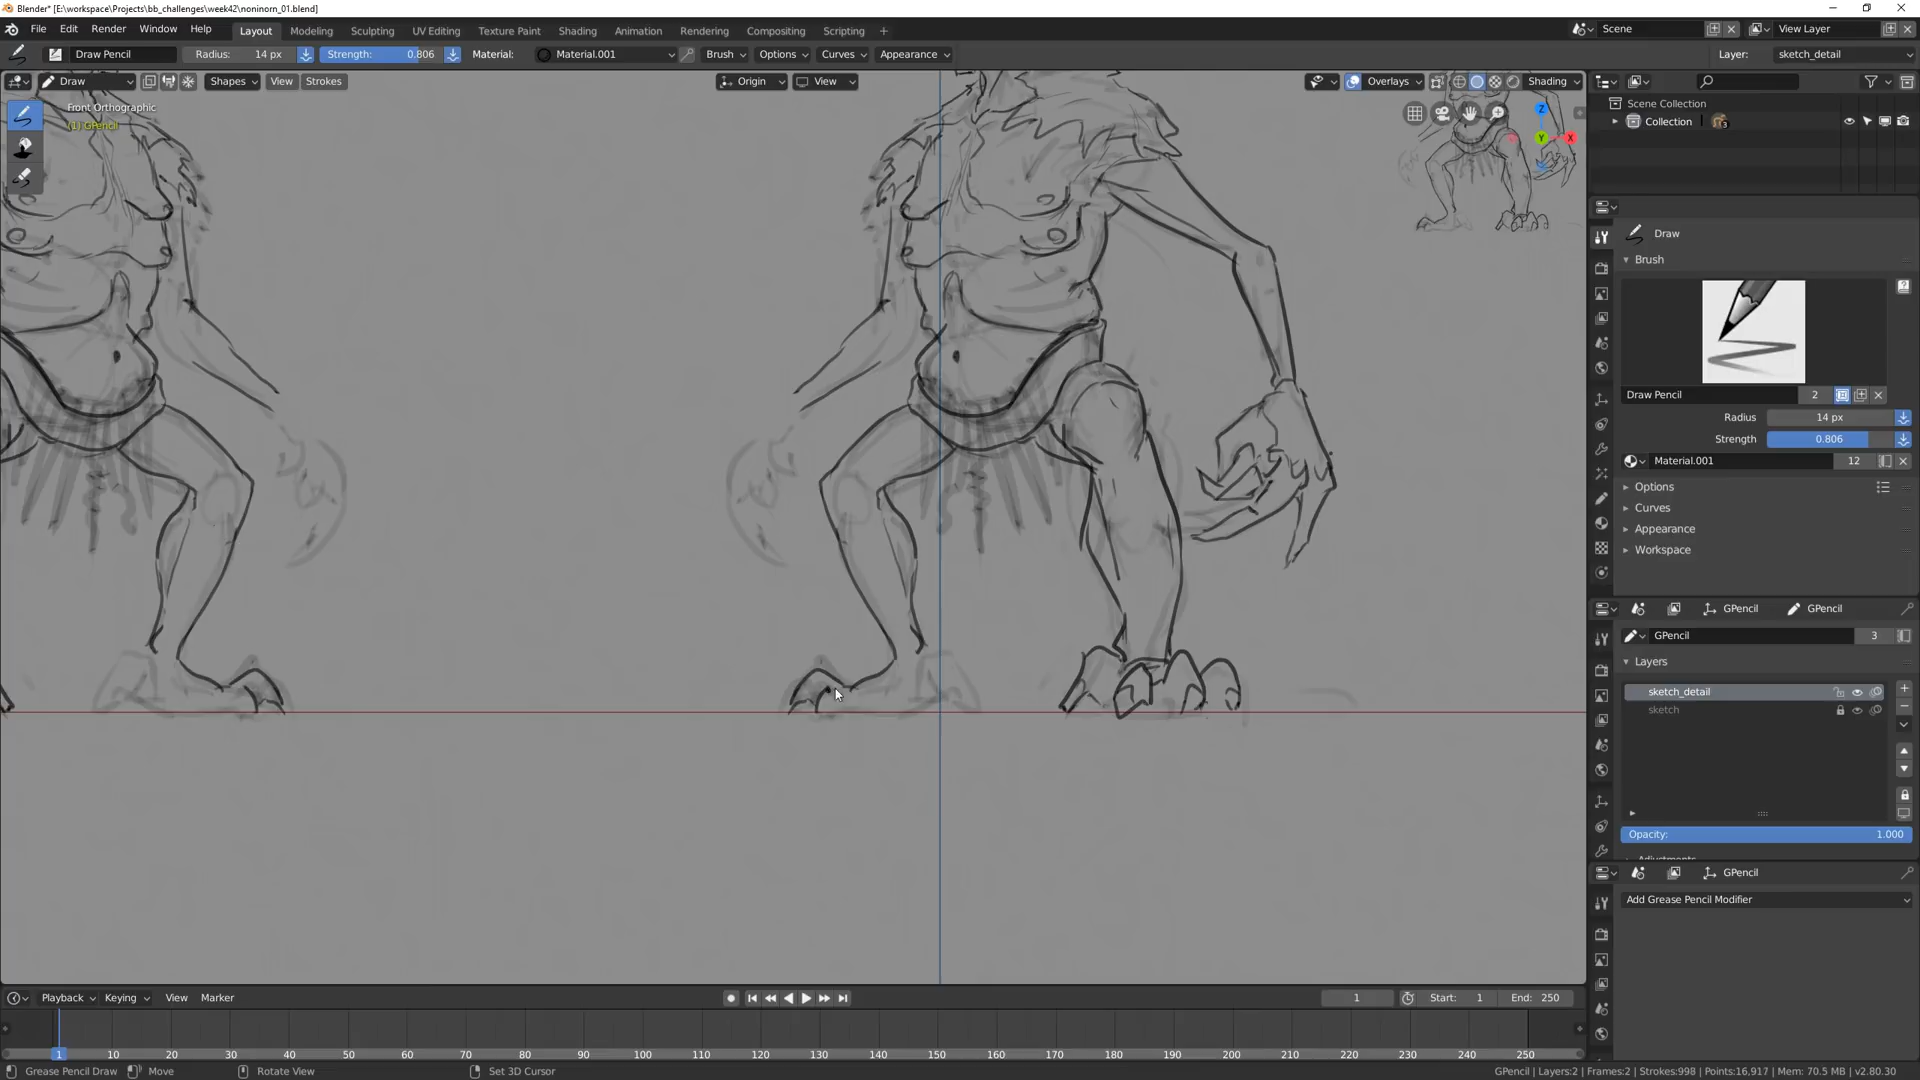 Blender* [E:\workspace\Projects\bb_challenges\week42\noninorn_01.blend]
File Edit Render Window Help Layout Modeling Sculpting UV Editing Texture Paint Shading Animation Rendering Compositing Scripting + Scene View Layer
Draw Pencil Radius: 14 px Strength: 0.806 Material: Material.001 Brush Options Curves Appearance Layer: sketch_detail
Draw Shapes View Strokes Origin View Overlays Shading
Front Orthographic
(1) GPencil
Z
Y X
Scene Collection
Collection 3
Draw
Brush
Draw Pencil 2
Radius 14 px
Strength 0.806
Material.001 12
Options
Curves
Appearance
Workspace
GPencil GPencil
GPencil 3
Layers
sketch_detail
sketch
Opacity: 1.000
Adjustments
GPencil
Add Grease Pencil Modifier
Playback Keying View Marker 1 Start: 1 End: 250
1 10 20 30 40 50 60 70 80 90 100 110 120 130 140 150 160 170 180 190 200 210 220 230 240 250
Grease Pencil Draw Move Rotate View Set 3D Cursor GPencil | Layers:2 | Frames:2 | Strokes:998 | Points:16,917 | Mem: 70.5 MB | v2.80.30